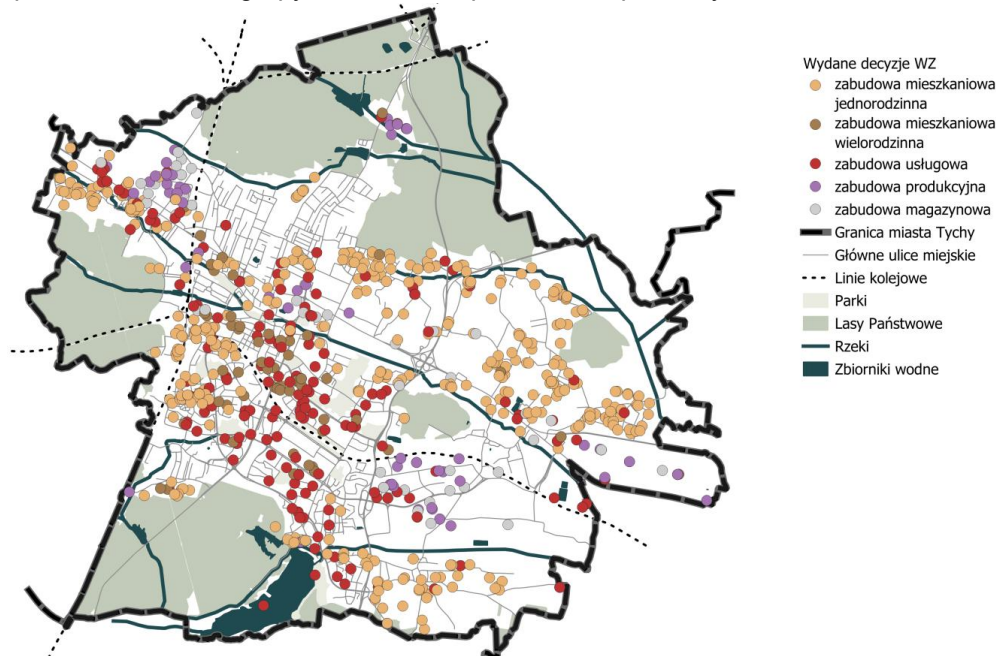 Wydane decyzje WZ
zabudowa mieszkaniowa
jednorodzinna
zabudowa mieszkaniowa
wielorodzinna
zabudowa usługowa
zabudowa produkcyjna
zabudowa magazynowa
Granica miasta Tychy
Główne ulice miejskie
Linie kolejowe
Parki
Lasy Państwowe
Rzeki
Zbiorniki wodne